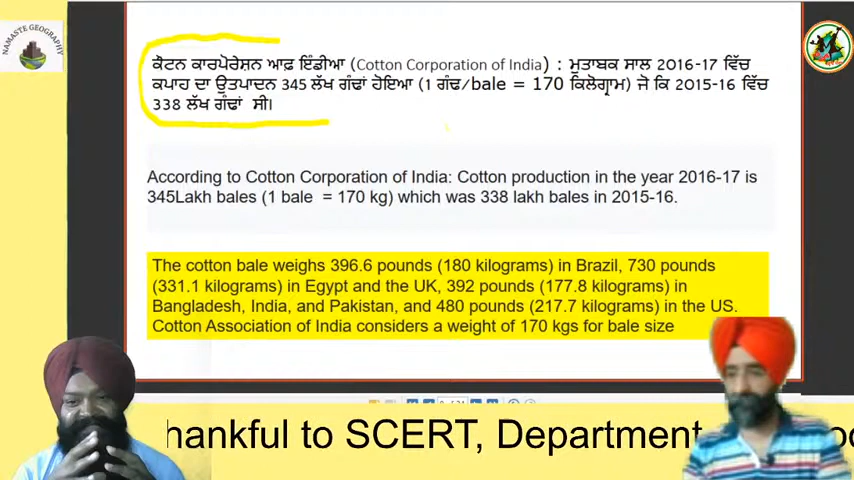 NAMASTE GEOGRAPHY
ਕੌਟਨ ਕਾਰਪੋਰੇਸ਼ਨ ਆਫ਼ ਇੰਡੀਆ (Cotton Corporation of India) : ਮੁਤਾਬਕ ਸਾਲ 2016-17 ਵਿੱਚ
ਕਪਾਹ ਦਾ ਉਤਪਾਦਨ 345 ਲੱਖ ਗੰਢਾਂ ਹੋਇਆ (1 ਗੰਢ/bale = 170 ਕਿਲੋਗ੍ਰਾਮ) ਜੋ ਕਿ 2015-16 ਵਿੱਚ
338 ਲੱਖ ਗੰਢਾਂ ਸੀ।
According to Cotton Corporation of India: Cotton production in the year 2016-17 is
345Lakh bales (1 bale = 170 kg) which was 338 lakh bales in 2015-16.
The cotton bale weighs 396.6 pounds (180 kilograms) in Brazil, 730 pounds
(331.1 kilograms) in Egypt and the UK, 392 pounds (177.8 kilograms) in
Bangladesh, India, and Pakistan, and 480 pounds (217.7 kilograms) in the US.
Cotton Association of India considers a weight of 170 kgs for bale size
hankful to SCERT, Department